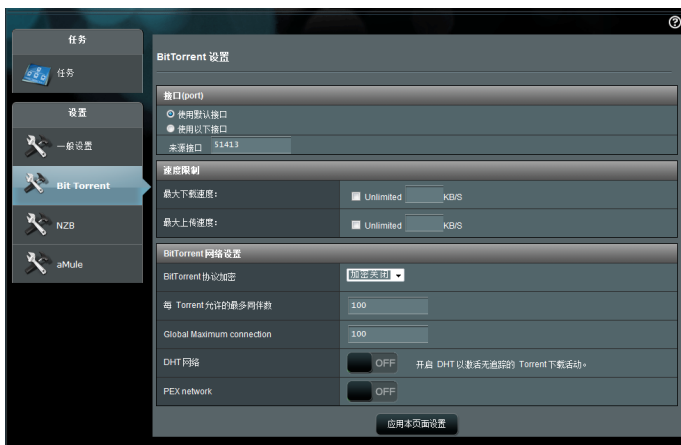 ?
任务
任务
设置
一般设置
Bit Torrent
NZB
aMule
BitTorrent 设置
接口(port)
使用默认接口
使用以下接口
来源接口 51413
速度限制
最大下载速度： Unlimited KB/S
最大上传速度： Unlimited KB/S
BitTorrent 网络设置
BitTorrent 协议加密 加密关闭
每 Torrent 允许的最多同伴数 100
Global Maximum connection 100
DHT 网络 OFF 开启 DHT 以激活无追踪的 Torrent 下载活动。
PEX network OFF
应用本页面设置